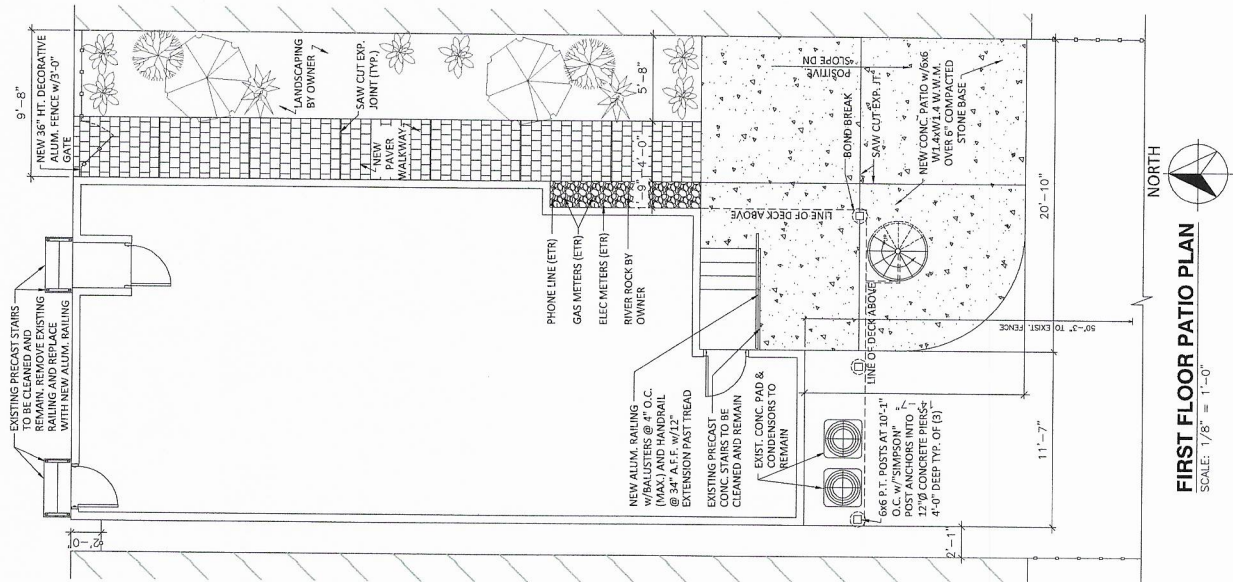 9'-8"
NEW 36" HT. DECORATIVE
ALUM. FENCE w/3'-0"
GATE
EXISTING PRECAST STAIRS
TO BE CLEANED AND
REMAIN. REMOVE EXISTING
RAILING AND REPLACE
WITH NEW ALUM. RAILING
2'-0"
LANDSCAPING
BY OWNER
SAW CUT EXP.
JOINT (TYP.)
NEW
PAVER
WALKWAY
5'-8"
4'-0"
1'-9"
PHONE LINE (ETR)
GAS METERS (ETR)
ELEC METERS (ETR)
RIVER ROCK BY
OWNER
POSITIVE
SLOPE DN
BOND BREAK
SAW CUT EXP. JT.
NEW CONC. PATIO w/6x6
W1.4xW1.4 W.W.M.
OVER 6" COMPACTED
STONE BASE
LINE OF DECK ABOVE
LINE OF DECK ABOVE
NEW ALUM. RAILING
w/BALUSTERS @ 4" O.C.
(MAX.) AND HANDRAIL
@ 34" A.F.F. w/12"
EXTENSION PAST TREAD
EXISTING PRECAST
CONC. STAIRS TO BE
CLEANED AND REMAIN
EXIST. CONC. PAD &
CONDENSORS TO
REMAIN
6x6 P.T. POSTS AT 10'-1"
O.C. w/"SIMPSON"
POST ANCHORS INTO
12"Ø CONCRETE PIERS
4'-0" DEEP TYP. OF (3)
50'-3" TO EXIST. FENCE
20'-10"
11'-7"
2'-1"
NORTH
FIRST FLOOR PATIO PLAN
SCALE: 1/8" = 1'-0"